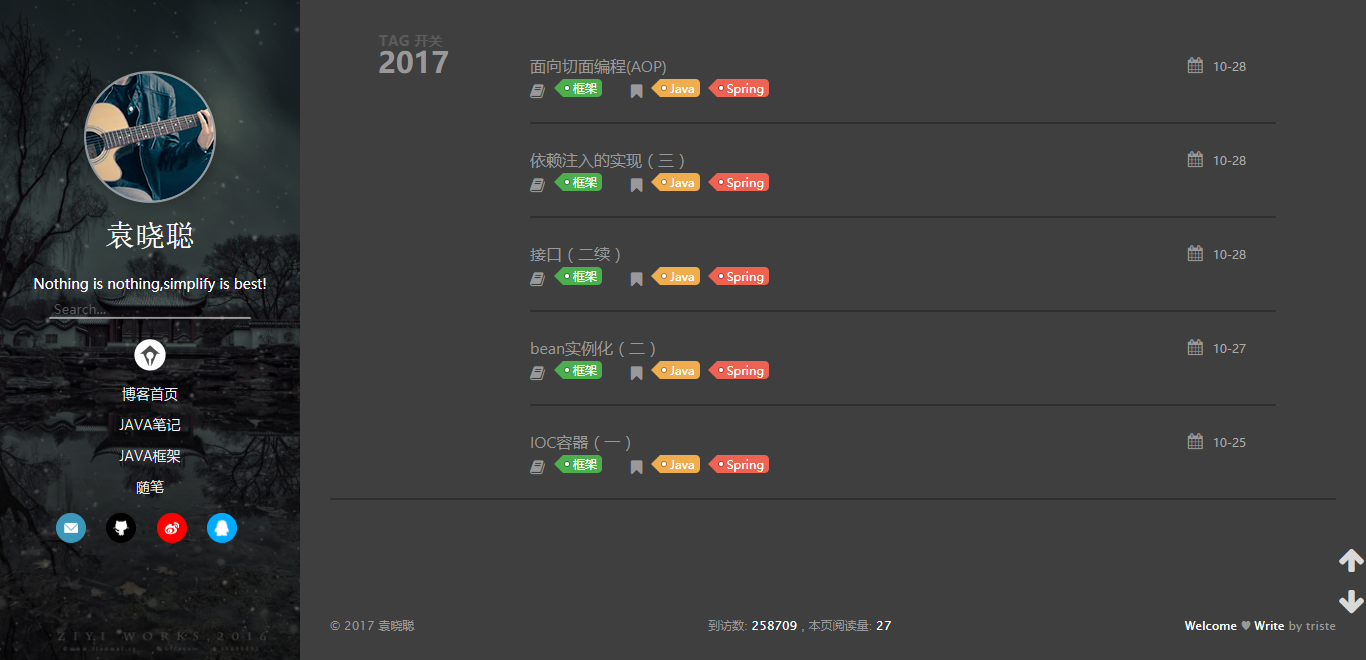 袁晓聪
Nothing is nothing,simplify is best!
Search...
博客首页
JAVA笔记
JAVA框架
随笔
ZIYI WORKS,2016
TAG 开关
2017
面向切面编程(AOP)
10-28
框架 Java Spring
依赖注入的实现（三）
10-28
框架 Java Spring
接口（二续）
10-28
框架 Java Spring
bean实例化（二）
10-27
框架 Java Spring
IOC容器（一）
10-25
框架 Java Spring
© 2017 袁晓聪
到访数: 258709 , 本页阅读量: 27
Welcome ♥ Write by triste